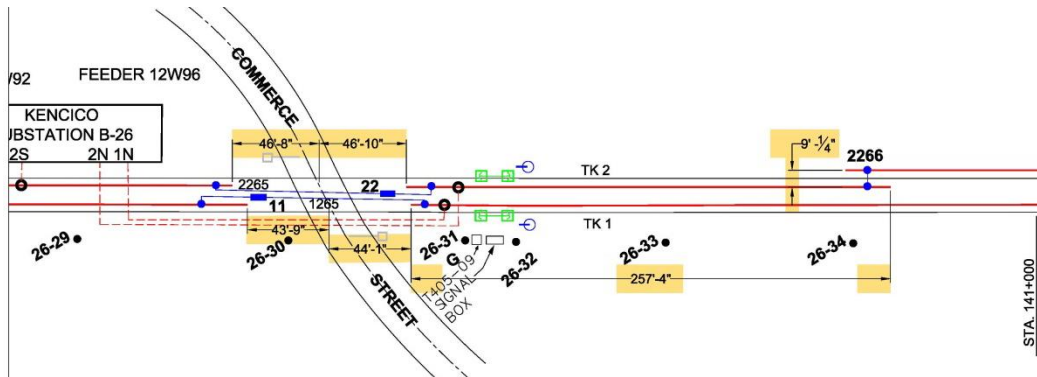 /92
FEEDER 12W96
COMMERCE
KENCICO
UBSTATION B-26
2S
2N 1N
46'-8"
46'-10"
9' -1/4"
TK 2
2266
2265
22
11
1265
TK 1
43'-9"
44'-1"
26-29
26-30
26-31
G
26-32
26-33
26-34
257'-4"
T405-09
SIGNAL
BOX
STREET
STA. 141+000